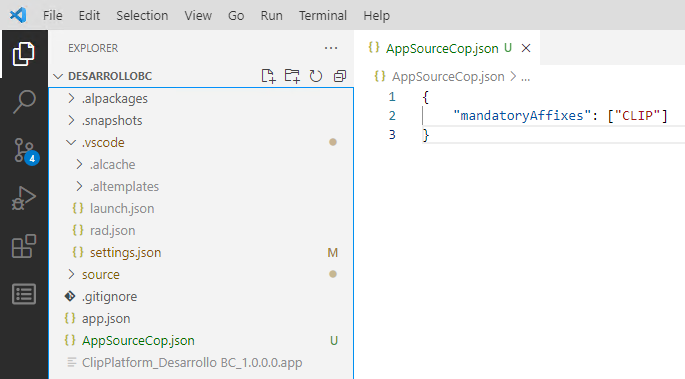 File Edit Selection View Go Run Terminal Help
EXPLORER ...
DESARROLLOBC
.alpackages
.snapshots
.vscode
.alcache
.altemplates
{ } launch.json
{ } rad.json
{ } settings.json M
source
.gitignore
{ } app.json
{ } AppSourceCop.json U
ClipPlatform_Desarrollo BC_1.0.0.0.app
4
{ } AppSourceCop.json U ×
{ } AppSourceCop.json > ...
1 {
2 "mandatoryAffixes": ["CLIP"]
3 }